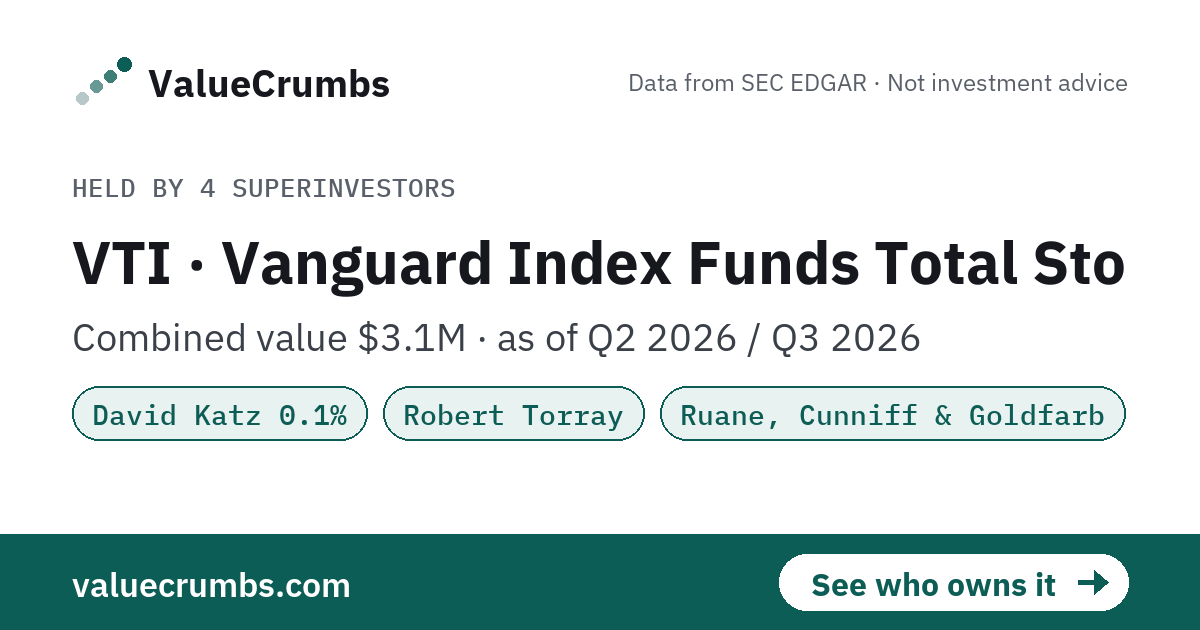 ValueCrumbs
Data from SEC EDGAR · Not investment advice
HELD BY 4 SUPERINVESTORS
VTI · Vanguard Index Funds Total Sto
Combined value $3.1M · as of Q2 2026 / Q3 2026
David Katz 0.1%
Robert Torray
Ruane, Cunniff & Goldfarb
valuecrumbs.com
See who owns it